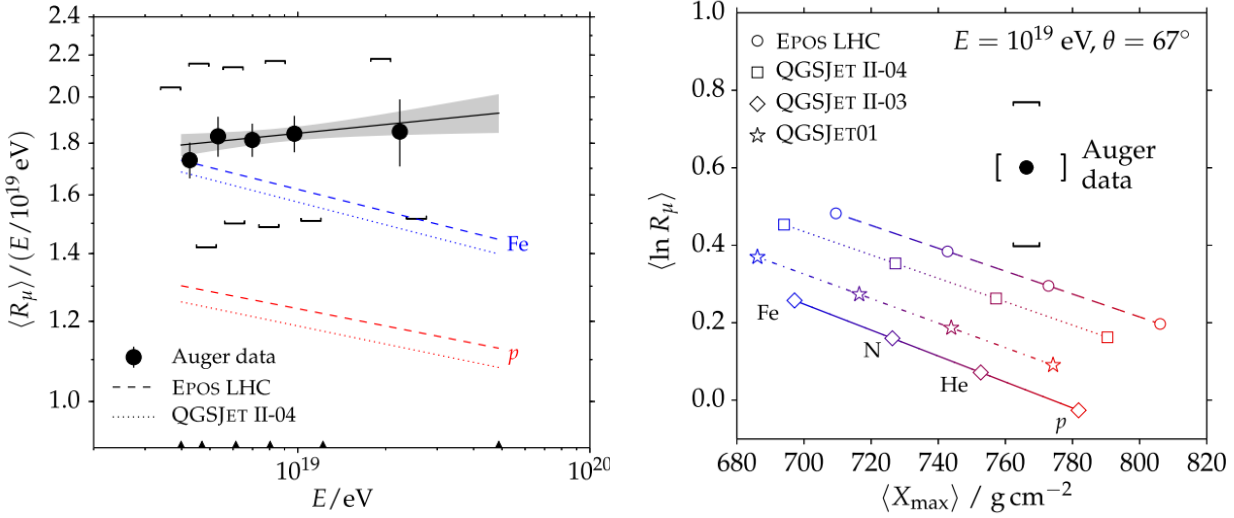 2.4
2.2
2.0
1.8
1.6
1.4
1.2
1.0
⟨R_μ⟩ / (E/10^19 eV)
Fe
p
Auger data
EPOS LHC
QGSJET II-04
10^19
10^20
E/eV
1.0
0.8
0.6
0.4
0.2
0.0
⟨ln R_μ⟩
EPOS LHC
QGSJET II-04
QGSJET II-03
QGSJET01
E = 10^19 eV, θ = 67°
Auger
data
Fe
N
He
p
680 700 720 740 760 780 800 820
⟨X_max⟩ / g cm^−2